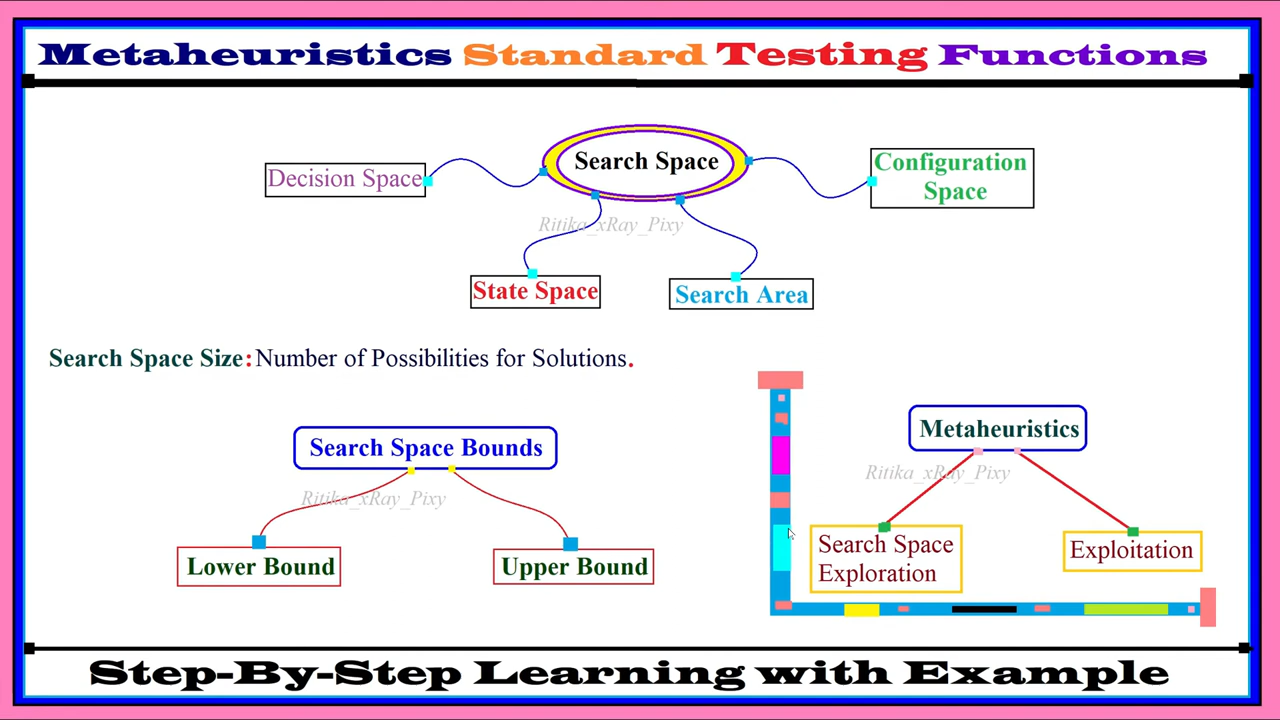 Metaheuristics Standard Testing Functions
Search Space
Decision Space
Configuration
Space
Ritika_xRay_Pixy
State Space
Search Area
Search Space Size: Number of Possibilities for Solutions.
Search Space Bounds
Ritika_xRay_Pixy
Lower Bound
Upper Bound
Metaheuristics
Ritika_xRay_Pixy
Search Space
Exploration
Exploitation
Step-By-Step Learning with Example